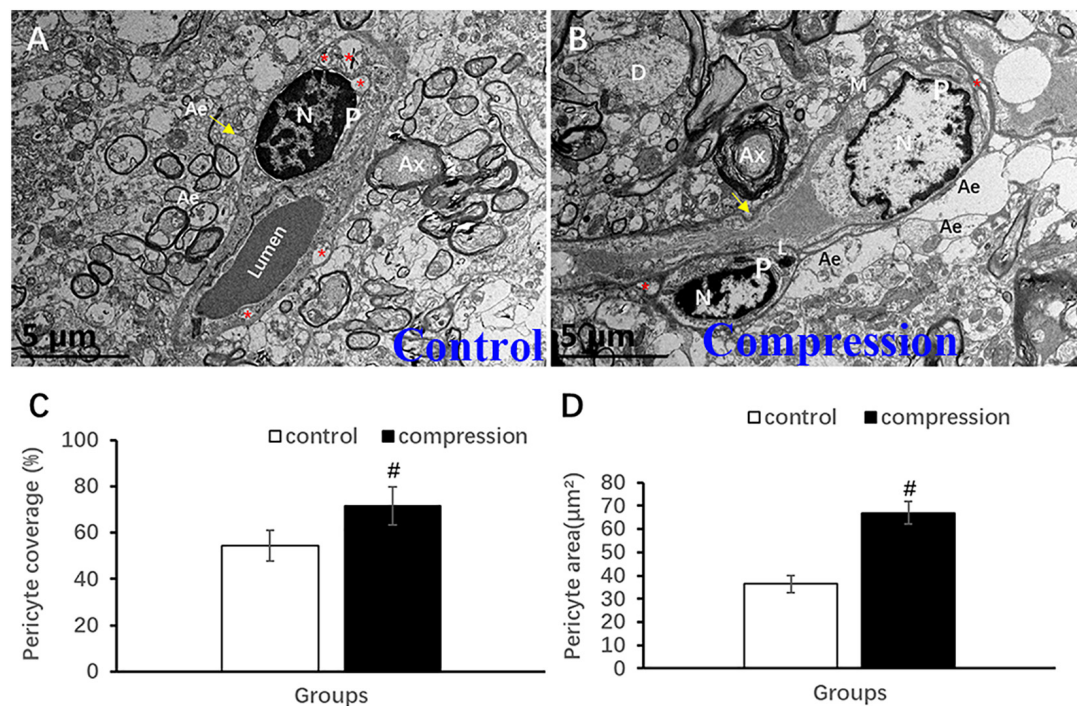 A
* * *
N
P
Ae
Ax
Ae
Lumen
*
*
5 μm
Control
B
D
M
P
*
N
Ax
Ae
Ae
L
Ae
P
*
N
5 μm
Compression
C
control compression
100
80
60
40
20
0
#
Pericyte coverage (%)
Groups
D
control compression
80
70
60
50
40
30
20
10
0
#
Pericyte area(μm²)
Groups